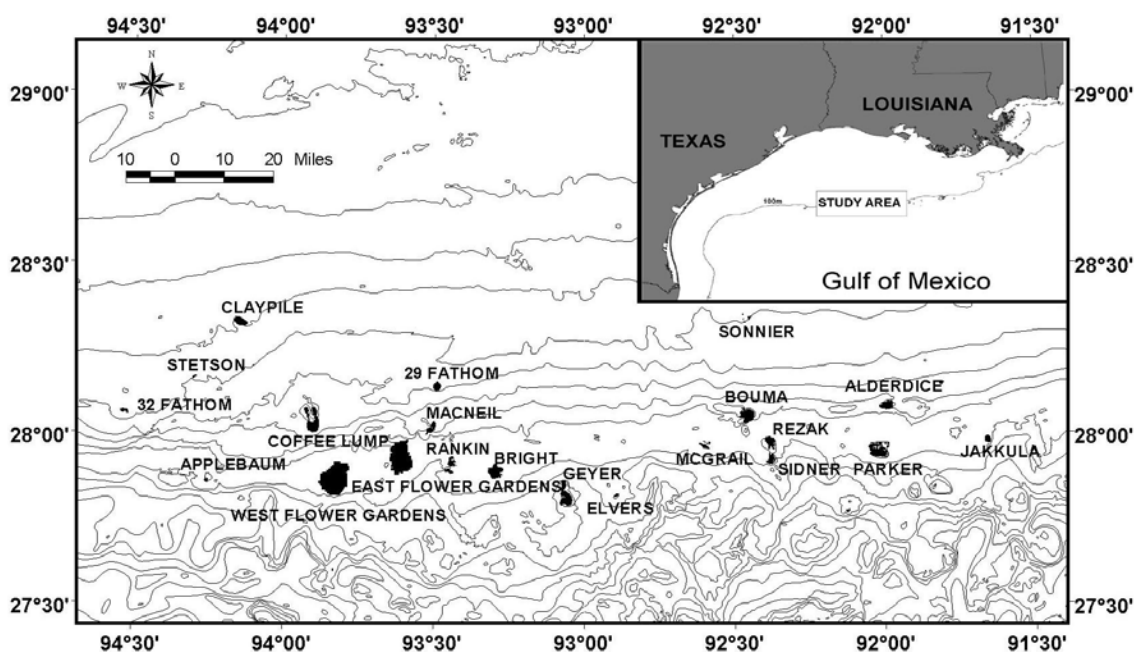 94°30' 94°00' 93°30' 93°00' 92°30' 92°00' 91°30'
N
W E
S
29°00' 29°00'
LOUISIANA
TEXAS
10 0 10 20 Miles
100m
STUDY AREA
28°30' 28°30'
Gulf of Mexico
CLAYPILE
SONNIER
STETSON
29 FATHOM
ALDERDICE
BOUMA
32 FATHOM
MACNEIL
REZAK
28°00' 28°00'
COFFEE LUMP
RANKIN
JAKKULA
BRIGHT
MCGRAIL
APPLEBAUM
SIDNER PARKER
GEYER
EAST FLOWER GARDENS
ELVERS
WEST FLOWER GARDENS
27°30' 27°30'
94°30' 94°00' 93°30' 93°00' 92°30' 92°00' 91°30'